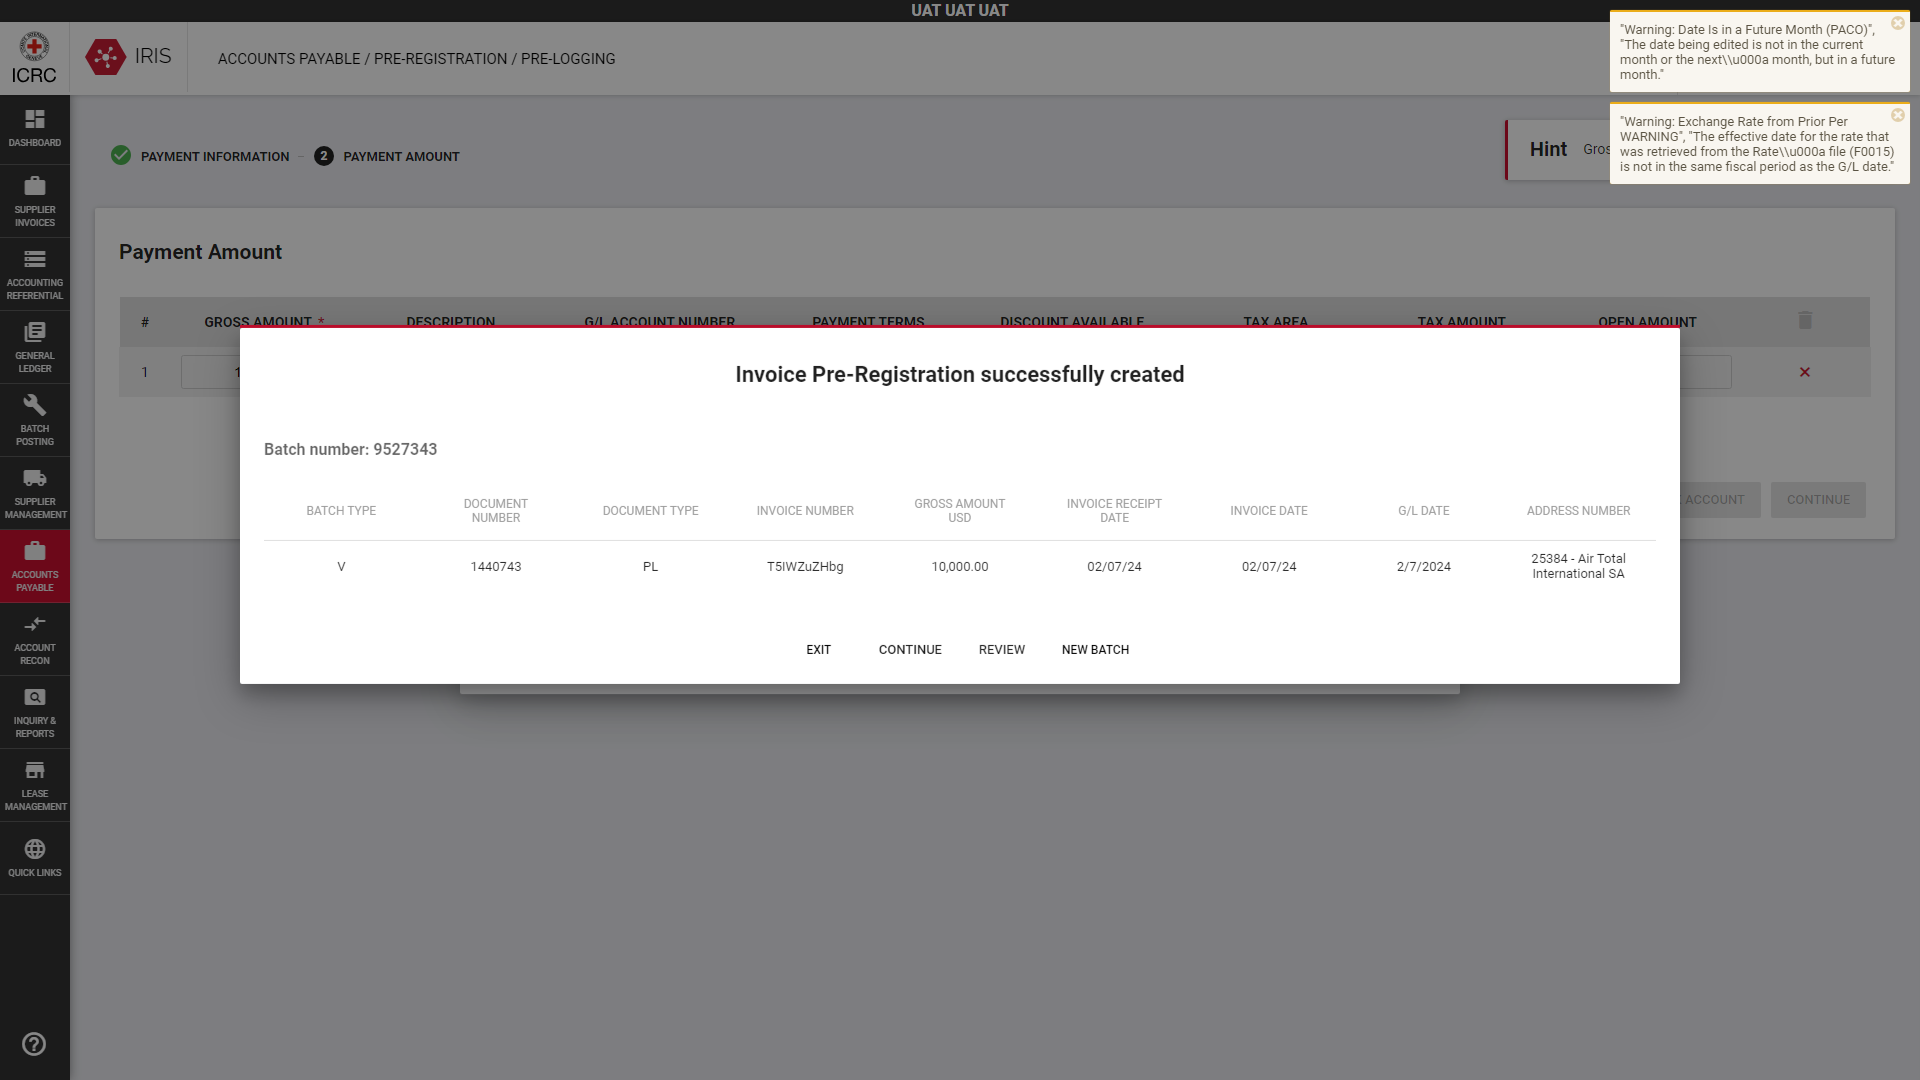 UAT UAT UAT
ICRC
IRIS
ACCOUNTS PAYABLE / PRE-REGISTRATION / PRE-LOGGING
"Warning: Date Is in a Future Month (PACO)",
"The date being edited is not in the current
month or the next\\u000a month, but in a future
month."
"Warning: Exchange Rate from Prior Per
WARNING", "The effective date for the rate that
was retrieved from the Rate\\u000a file (F0015)
is not in the same fiscal period as the G/L date."
DASHBOARD
SUPPLIER
INVOICES
ACCOUNTING
REFERENTIAL
GENERAL
LEDGER
BATCH
POSTING
SUPPLIER
MANAGEMENT
ACCOUNTS
PAYABLE
ACCOUNT
RECON
INQUIRY &
REPORTS
LEASE
MANAGEMENT
QUICK LINKS
PAYMENT INFORMATION
2 PAYMENT AMOUNT
Hint Gros
Payment Amount
# GROSS AMOUNT * DESCRIPTION G/L ACCOUNT NUMBER PAYMENT TERMS DISCOUNT AVAILABLE TAX AREA TAX AMOUNT OPEN AMOUNT
1 1
ACCOUNT CONTINUE
Invoice Pre-Registration successfully created
Batch number: 9527343
BATCH TYPE DOCUMENT NUMBER DOCUMENT TYPE INVOICE NUMBER GROSS AMOUNT USD INVOICE RECEIPT DATE INVOICE DATE G/L DATE ADDRESS NUMBER
V 1440743 PL T5IWZuZHbg 10,000.00 02/07/24 02/07/24 2/7/2024 25384 - Air Total International SA
EXIT CONTINUE REVIEW NEW BATCH